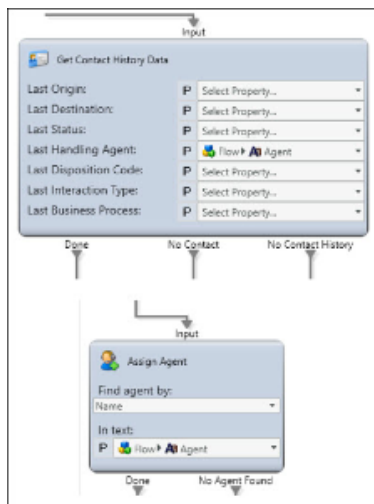 Input
Get Contact History Data
Last Origin: P Select Property...
Last Destination: P Select Property...
Last Status: P Select Property...
Last Handling Agent: P Flow Agent
Last Disposition Code: P Select Property...
Last Interaction Type: P Select Property...
Last Business Process: P Select Property...
Done No Contact No Contact History
Input
Assign Agent
Find agent by:
Name
In text:
P Flow Agent
Done No Agent Found